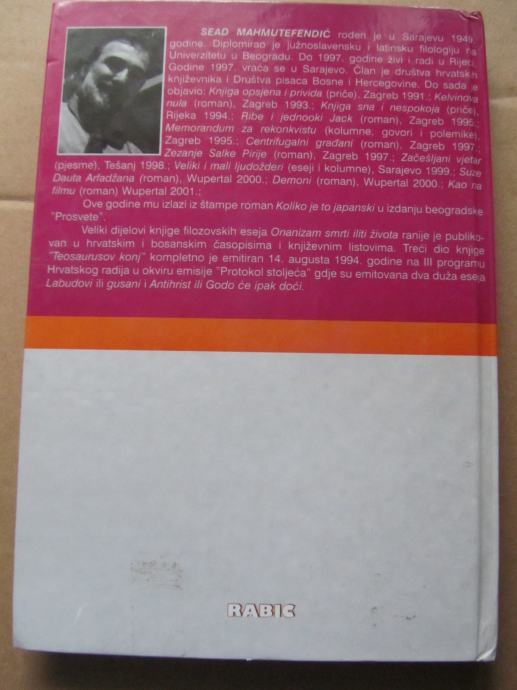 SEAD MAHMUTEFENDIĆ rođen je u Sarajevu 1949.
godine. Diplomirao je južnoslavensku i latinsku filologiju na
Univerzitetu u Beogradu. Do 1997. godine živi i radi u Rijeci.
Godine 1997. vraća se u Sarajevo. Član je društva hrvatskih
književnika i Društva pisaca Bosne i Hercegovine. Do sada je
objavio: Knjiga opsjena i privida (priče), Zagreb 1991.; Kelvinova
nula (roman), Zagreb 1993.; Knjiga sna i nespokoja (priče),
Rijeka 1994.; Ribe i jednooki Jack (roman), Zagreb 1995.;
Memorandum za rekonkvistu (kolumne, govori i polemike),
Zagreb 1995.; Centrifugalni građani (roman), Zagreb 1997.;
Zezanje Salke Pirije (roman), Zagreb 1997.; Začešljani vjetar
(pjesme), Tešanj 1998.; Veliki i mali ljudožderi (eseji i kolumne), Sarajevo 1999.; Suze
Dauta Arfadžana (roman), Wupertal 2000.; Demoni (roman), Wupertal 2000.; Kao na
filmu (roman) Wupertal 2001.;
Ove godine mu izlazi iz štampe roman Koliko je to japanski u izdanju beogradske
"Prosvete".
Veliki dijelovi knjige filozovskih eseja Onanizam smrti iliti života ranije je publiko-
van u hrvatskim i bosanskim časopisima i književnim listovima. Treći dio knjige
"Teosaurusov konj" kompletno je emitiran 14. augusta 1994. godine na III programu
Hrvatskog radija u okviru emisije "Protokol stoljeća" gdje su emitovana dva duža eseja
Labudovi ili gusani i Antihrist ili Godo će ipak doći.
RABIC